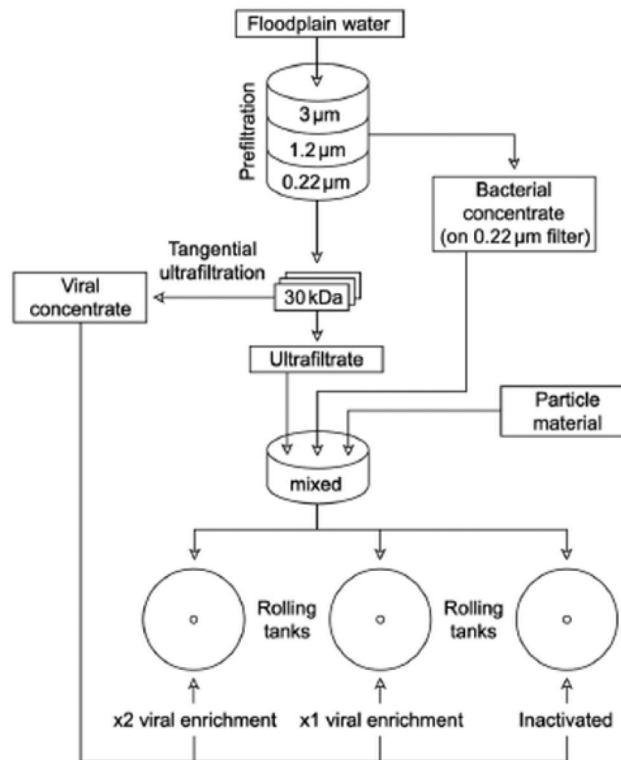 Floodplain water
Prefiltration
3 µm
1.2 µm
0.22 µm
Bacterial
concentrate
(on 0.22 µm filter)
Tangential
ultrafiltration
Viral
concentrate
30 kDa
Ultrafiltrate
Particle
material
mixed
Rolling
tanks
Rolling
tanks
x2 viral enrichment
x1 viral enrichment
Inactivated